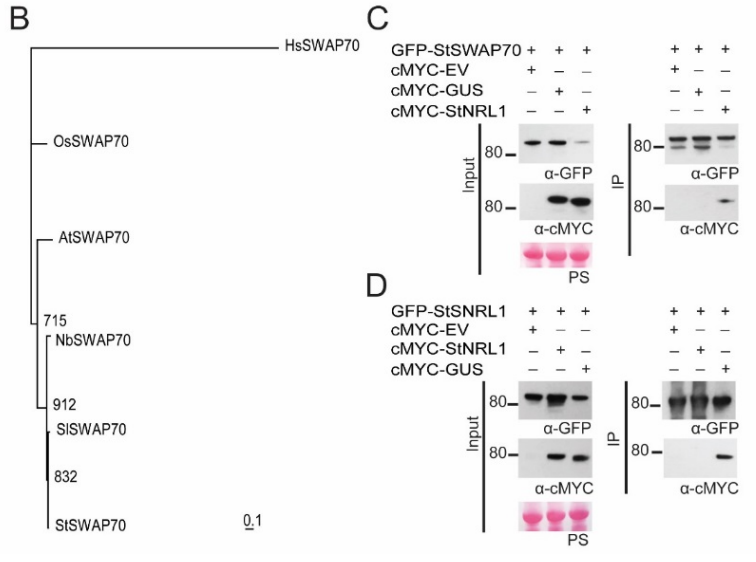 B
HsSWAP70
OsSWAP70
AtSWAP70
715
NbSWAP70
912
SlSWAP70
832
StSWAP70
0.1
C
GFP-StSWAP70 + + + + + +
cMYC-EV + – – + – –
cMYC-GUS – + – – + –
cMYC-StNRL1 – – + – – +
Input
80
α-GFP
80
α-cMYC
PS
IP
80
α-GFP
80
α-cMYC
D
GFP-StSNRL1 + + + + + +
cMYC-EV + – – + – –
cMYC-StNRL1 – + – – + –
cMYC-GUS – – + – – +
Input
80
α-GFP
80
α-cMYC
PS
IP
80
α-GFP
80
α-cMYC